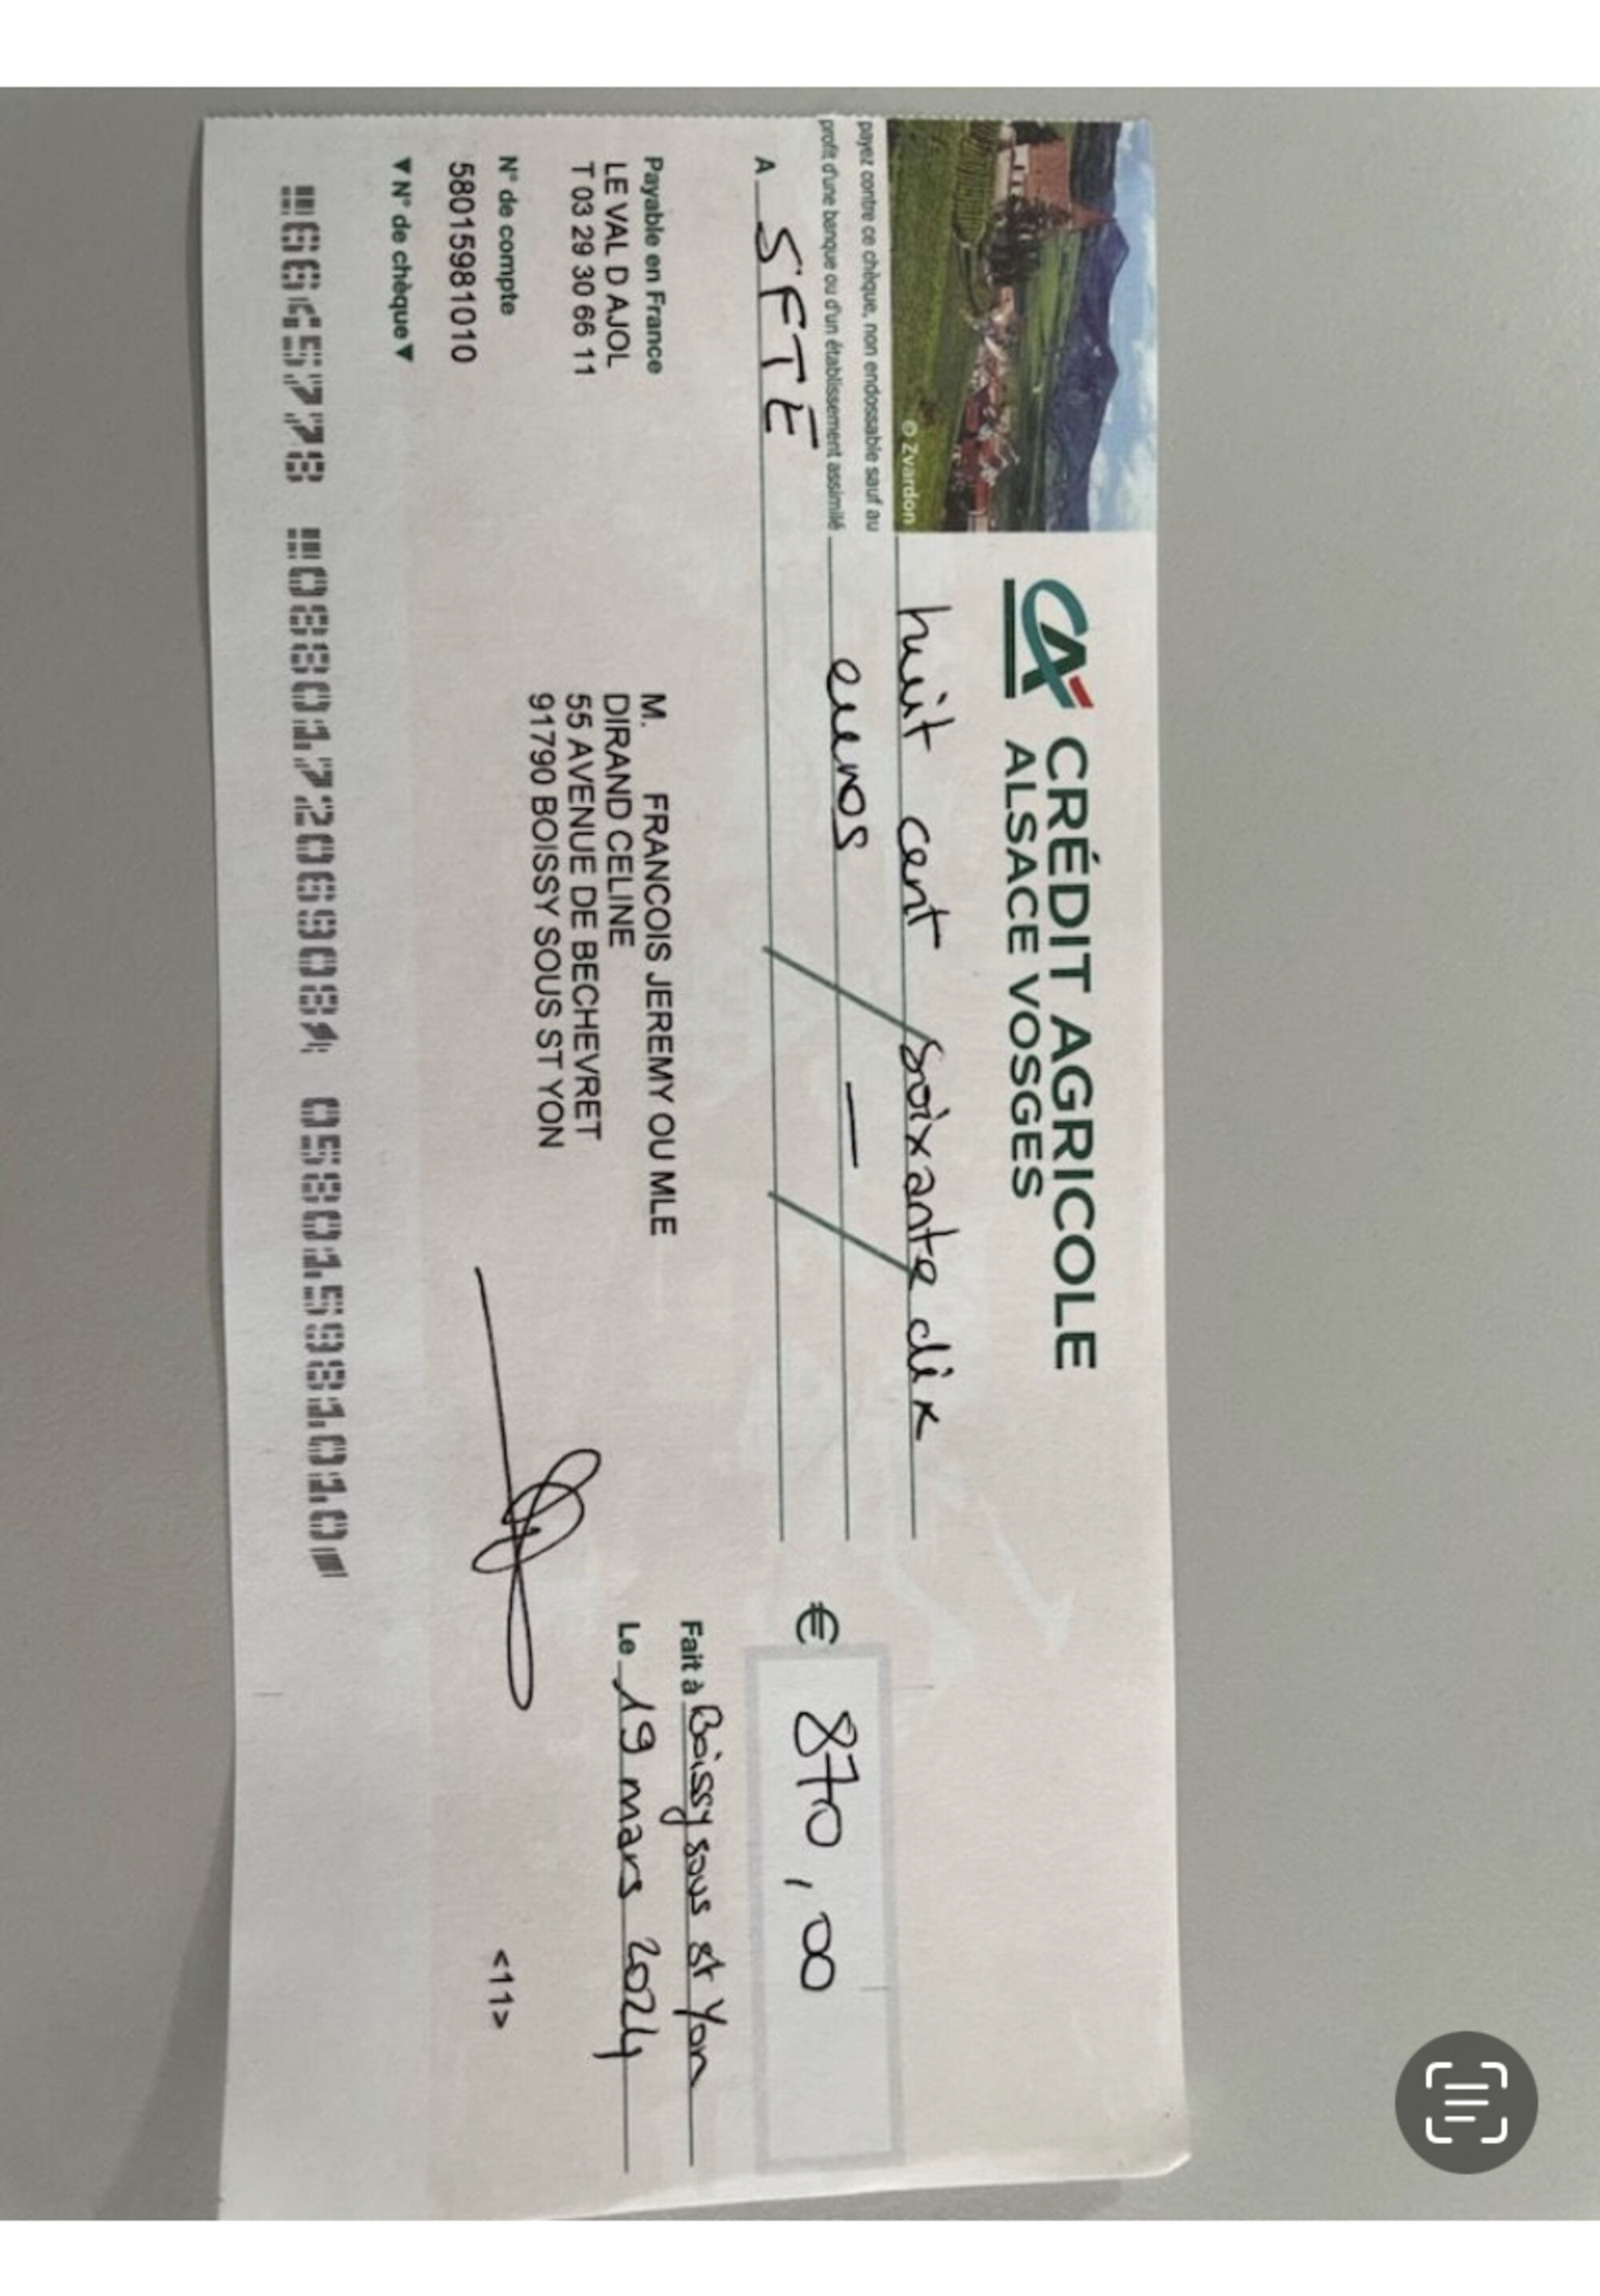 © Zvardon
CRÉDIT AGRICOLE
ALSACE VOSGES
payez contre ce chèque, non endossable sauf au
profit d'une banque ou d'un établissement assimilé
huit cent soixante dix
euros —
A SFTE
€ 870,00
Payable en France
LE VAL D AJOL
T 03 29 30 66 11
N° de compte
58015981010
▼ N° de chèque ▼
M. FRANCOIS JEREMY OU MLE
DIRAND CELINE
55 AVENUE DE BECHEVRET
91790 BOISSY SOUS ST YON
Fait à Boissy sous st Yon
Le 19 mars 2024
<11>
6645778 088017206908 058015981010